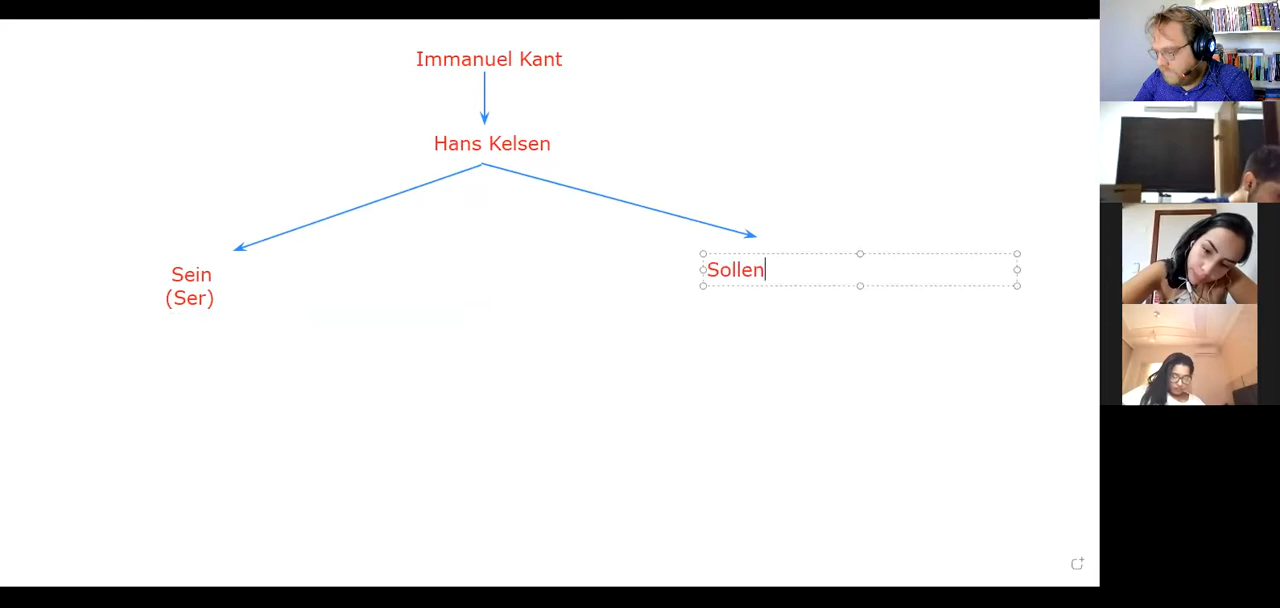 Immanuel Kant
Hans Kelsen
Sein
(Ser)
Sollen